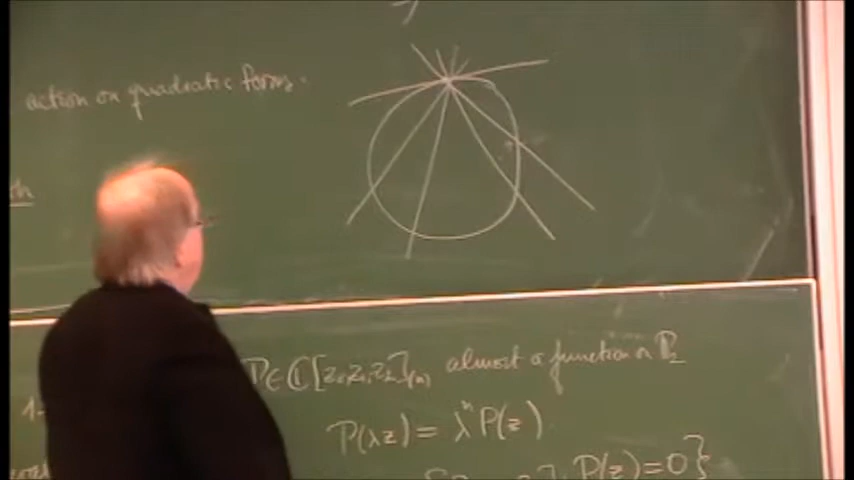 action on quadratic forms.
P ∈ ℂ[z₀,z₁,z₂]₍ₙ₎ almost a function on ℙ₂
P(λz) = λⁿ P(z)
P(z) = 0}